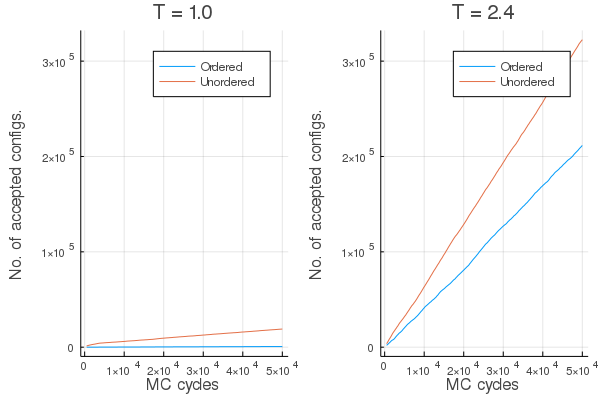 T = 1.0
No. of accepted configs.
3×10 5
2×10 5
1×10 5
0
Ordered
Unordered
0 1×10 4 2×10 4 3×10 4 4×10 4 5×10 4
MC cycles
T = 2.4
No. of accepted configs.
3×10 5
2×10 5
1×10 5
0
Ordered
Unordered
0 1×10 4 2×10 4 3×10 4 4×10 4 5×10 4
MC cycles